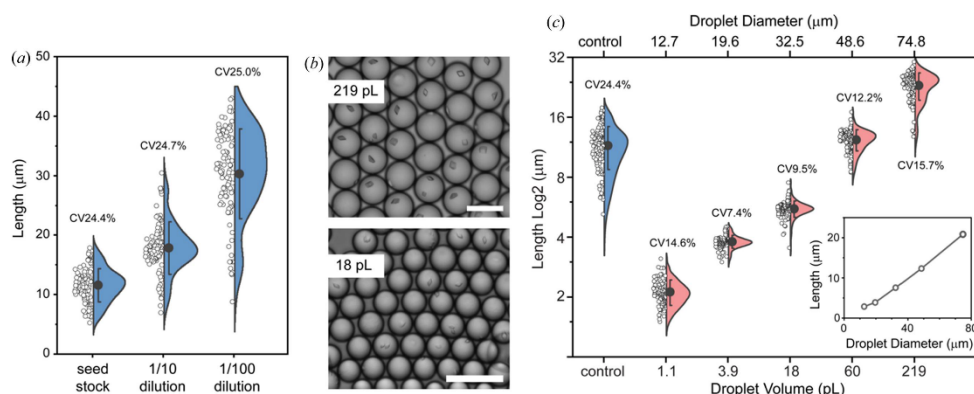 (a)
CV25.0%
CV24.7%
CV24.4%
50
40
30
20
10
0
Length (μm)
seed stock
1/10 dilution
1/100 dilution
(b)
219 pL
18 pL
(c)
Droplet Diameter (μm)
control 12.7 19.6 32.5 48.6 74.8
32
16
8
4
2
Length Log2 (μm)
CV24.4%
CV14.6%
CV7.4%
CV9.5%
CV12.2%
CV15.7%
Length (μm)
20
10
0
0 40 80
Droplet Diameter (μm)
control 1.1 3.9 18 60 219
Droplet Volume (pL)